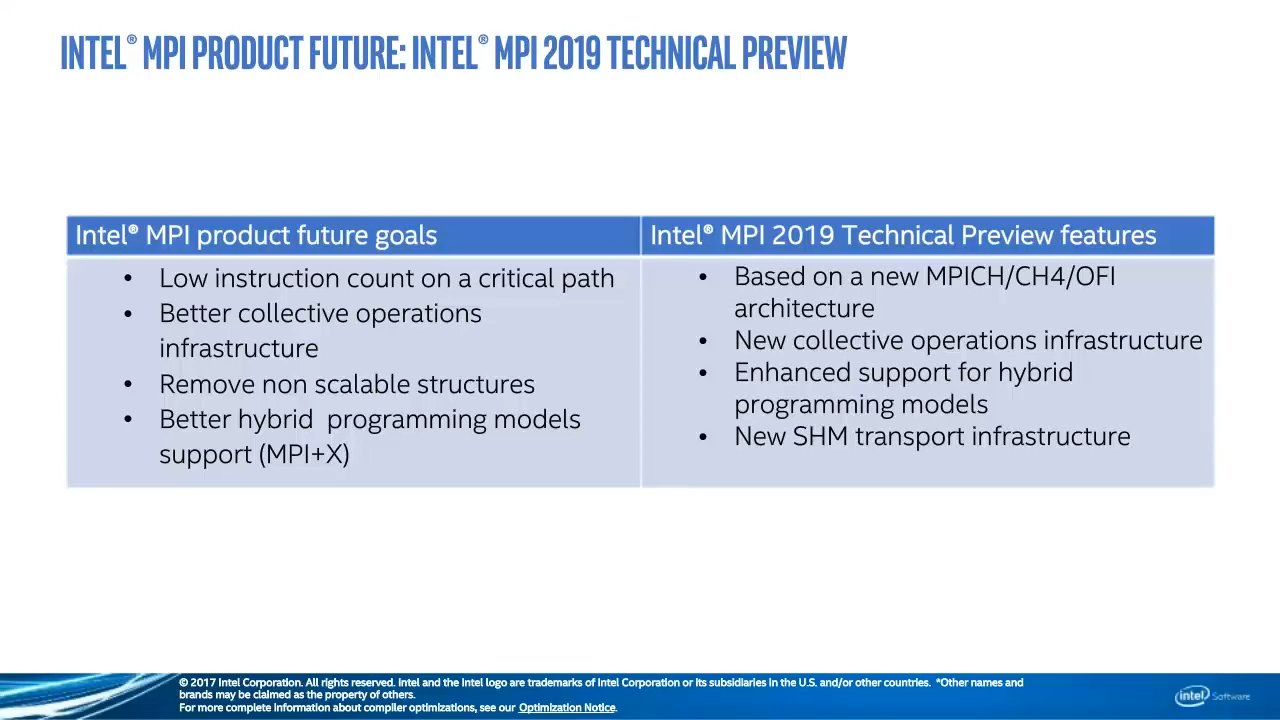 INTEL® MPI PRODUCT FUTURE: INTEL® MPI 2019 TECHNICAL PREVIEW
Intel® MPI product future goals
• Low instruction count on a critical path
• Better collective operations
infrastructure
• Remove non scalable structures
• Better hybrid programming models
support (MPI+X)
Intel® MPI 2019 Technical Preview features
• Based on a new MPICH/CH4/OFI
architecture
• New collective operations infrastructure
• Enhanced support for hybrid
programming models
• New SHM transport infrastructure
© 2017 Intel Corporation. All rights reserved. Intel and the Intel logo are trademarks of Intel Corporation or its subsidiaries in the U.S. and/or other countries. *Other names and
brands may be claimed as the property of others.
For more complete information about compiler optimizations, see our Optimization Notice.
intel Software